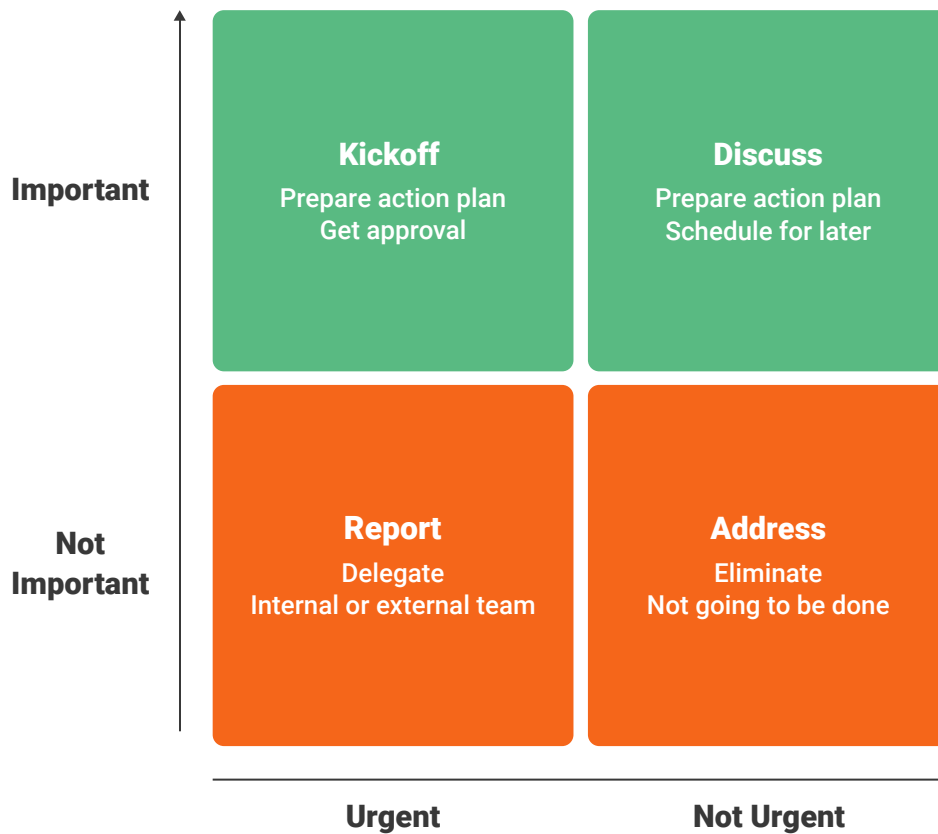 Important
Kickoff
Prepare action plan
Get approval
Discuss
Prepare action plan
Schedule for later
Not
Important
Report
Delegate
Internal or external team
Address
Eliminate
Not going to be done
Urgent
Not Urgent